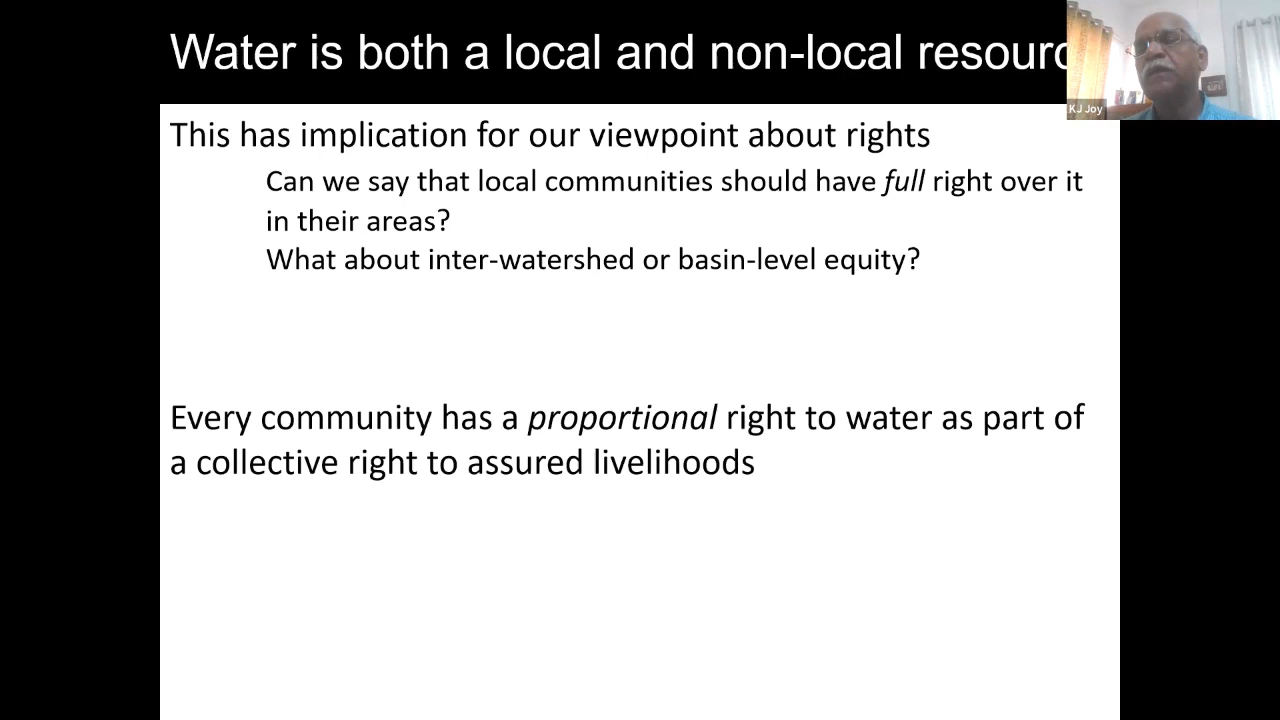 Water is both a local and non-local resourc
KJ Joy
This has implication for our viewpoint about rights
Can we say that local communities should have full right over it
in their areas?
What about inter-watershed or basin-level equity?
Every community has a proportional right to water as part of
a collective right to assured livelihoods